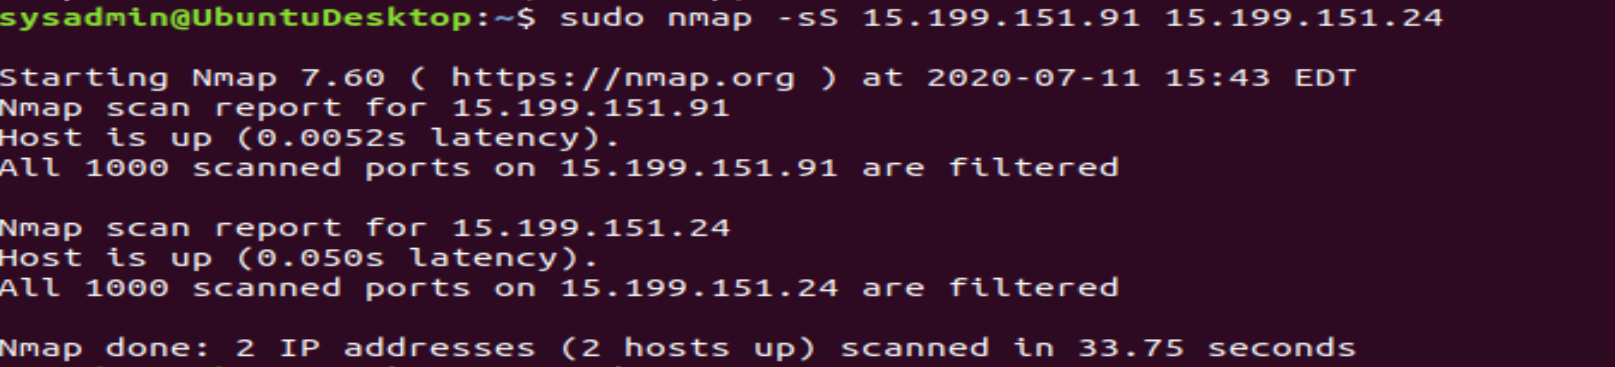 sysadmin@UbuntuDesktop:~$ sudo nmap -sS 15.199.151.91 15.199.151.24
Starting Nmap 7.60 ( https://nmap.org ) at 2020-07-11 15:43 EDT
Nmap scan report for 15.199.151.91
Host is up (0.0052s latency).
All 1000 scanned ports on 15.199.151.91 are filtered
Nmap scan report for 15.199.151.24
Host is up (0.050s latency).
All 1000 scanned ports on 15.199.151.24 are filtered
Nmap done: 2 IP addresses (2 hosts up) scanned in 33.75 seconds